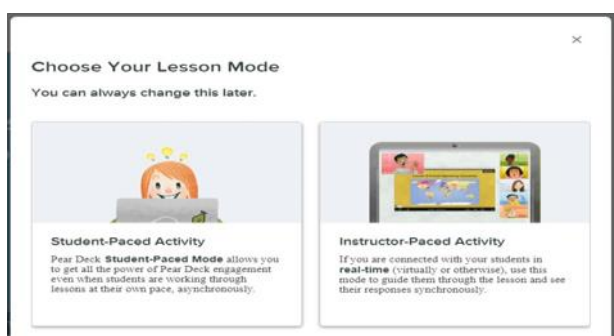 Choose Your Lesson Mode
You can always change this later.
Student-Paced Activity
Pear Deck Student-Paced Mode allows you
to get all the power of Pear Deck engagement
even when students are working through
lessons at their own pace, asynchronously.
Instructor-Paced Activity
If you are connected with your students in
real-time (virtually or otherwise), use this
mode to guide them through the lesson and see
their responses synchronously.